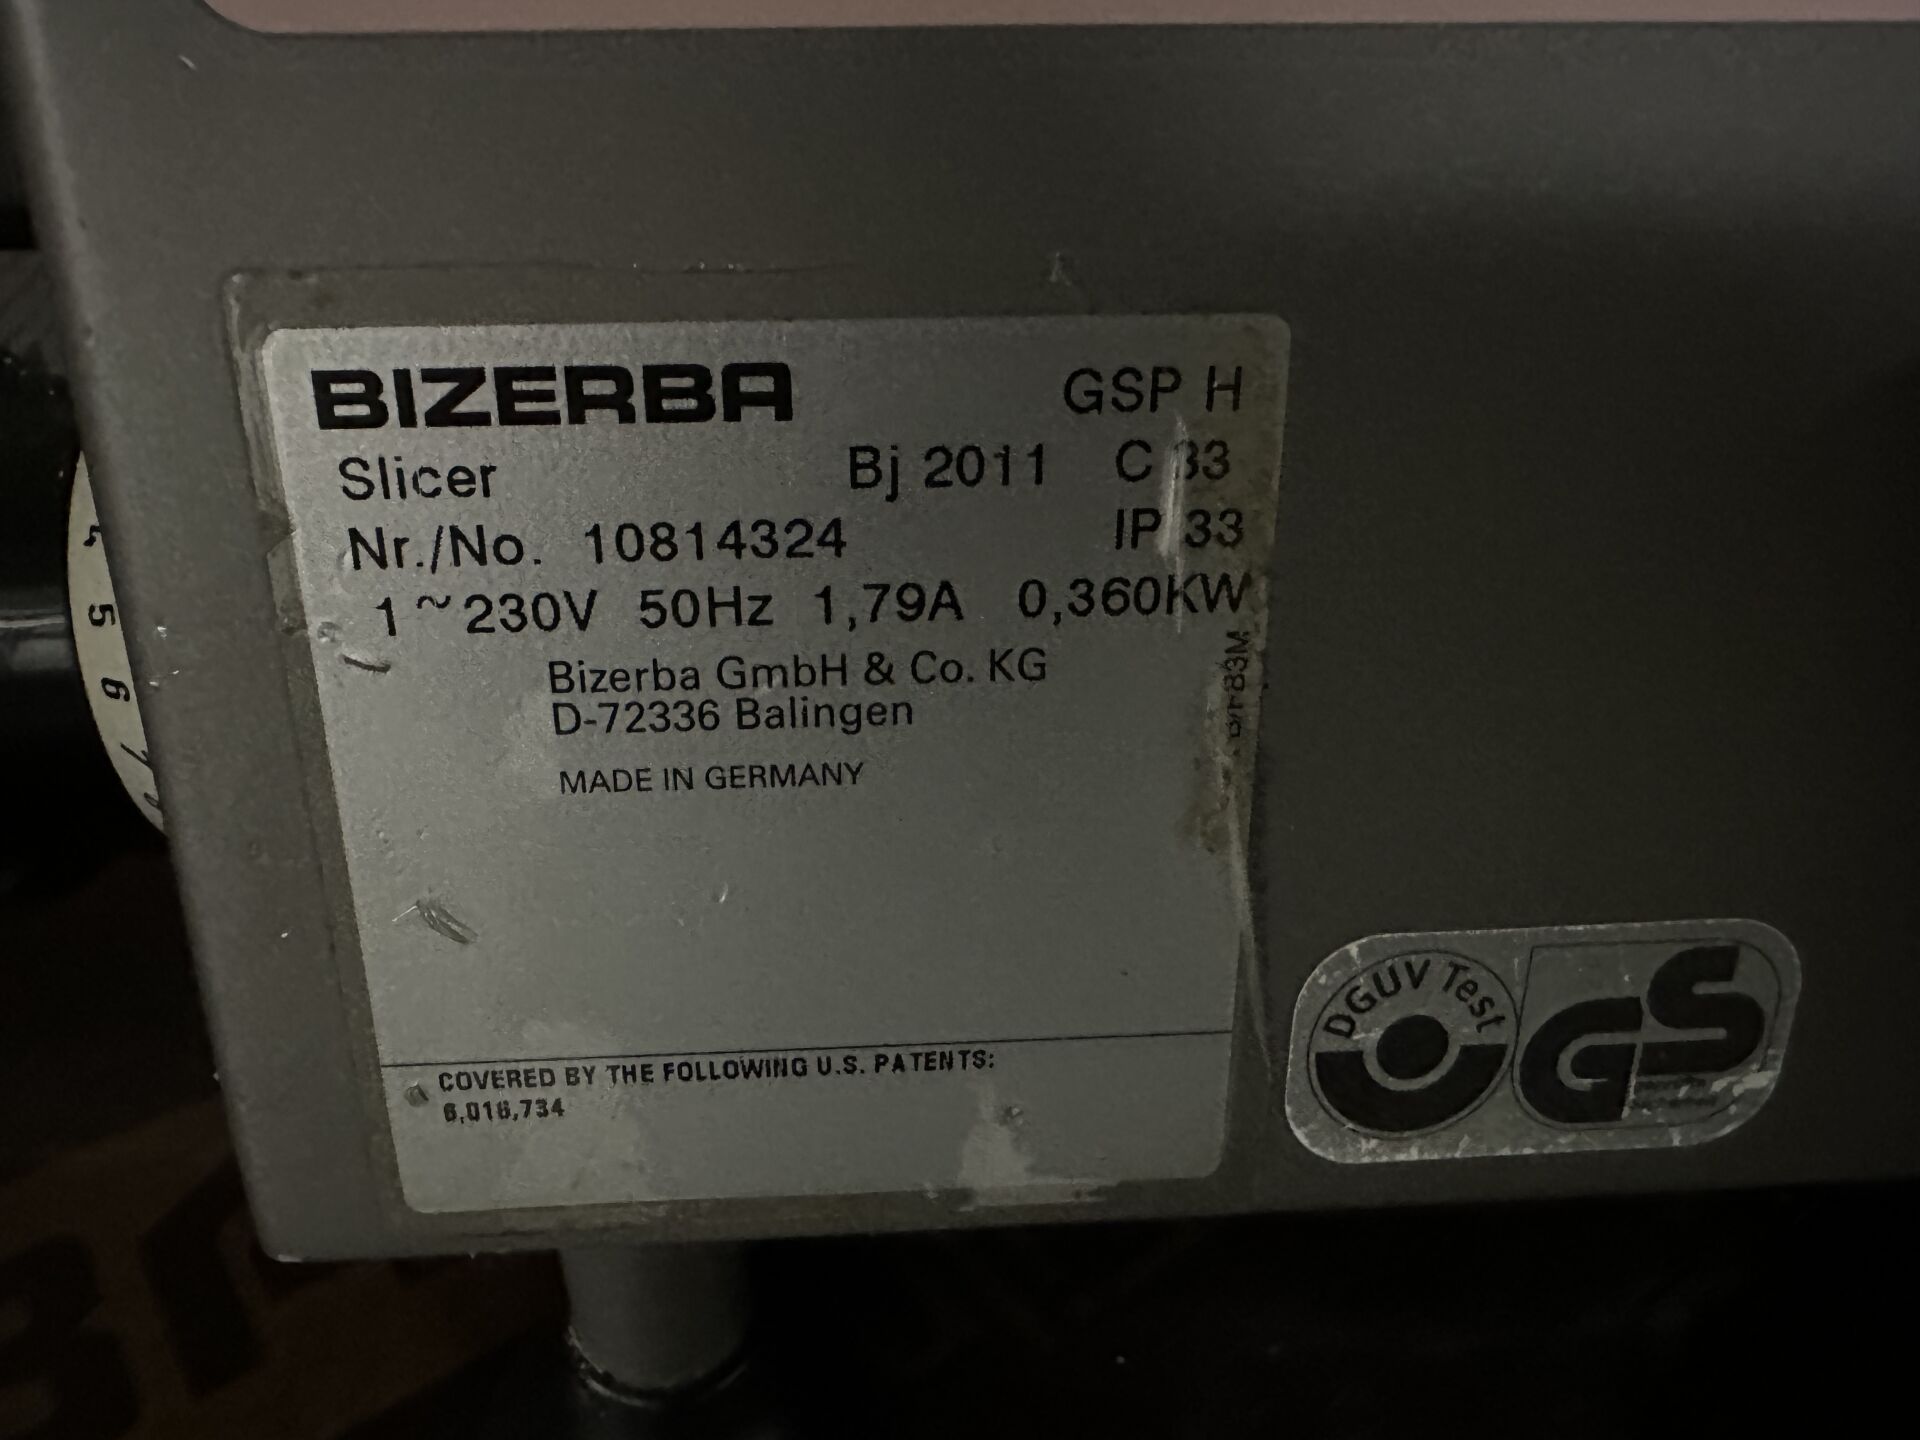 BIZERBA GSP H
Slicer Bj 2011 C 33
Nr./No. 10814324 IP 33
1~230V 50Hz 1,79A 0,360KW
Bizerba GmbH & Co. KG
D-72336 Balingen
MADE IN GERMANY
COVERED BY THE FOLLOWING U.S. PATENTS:
6,016,734
DGUV Test
GS
5
6
7